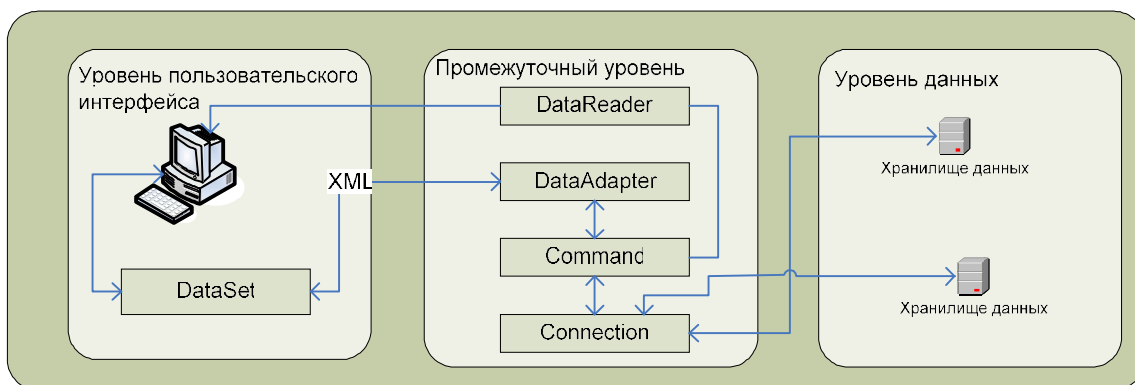 Уровень пользовательского
интерфейса
DataSet
XML
Промежуточный уровень
DataReader
DataAdapter
Command
Connection
Уровень данных
Хранилище данных
Хранилище данных